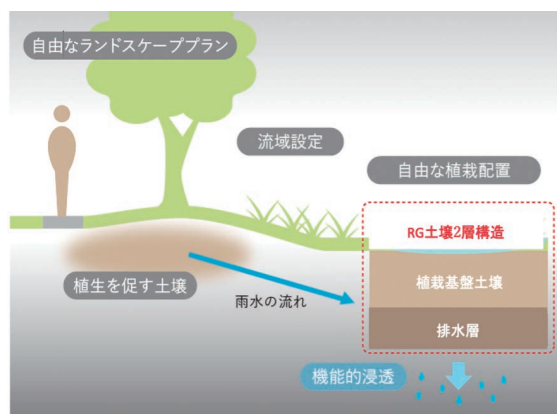 自由なランドスケーププラン
流域設定
自由な植栽配置
RG土壌2層構造
植栽基盤土壌
植生を促す土壌
雨水の流れ
排水層
機能的浸透